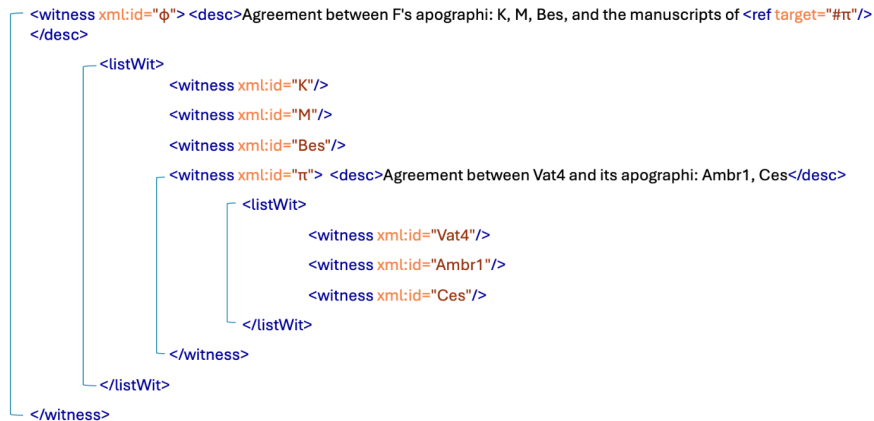 <witness xml:id="ϕ"> <desc>Agreement between F's apographi: K, M, Bes, and the manuscripts of <ref target="#π"/>
</desc>
<listWit>
<witness xml:id="K"/>
<witness xml:id="M"/>
<witness xml:id="Bes"/>
<witness xml:id="π"> <desc>Agreement between Vat4 and its apographi: Ambr1, Ces</desc>
<listWit>
<witness xml:id="Vat4"/>
<witness xml:id="Ambr1"/>
<witness xml:id="Ces"/>
</listWit>
</witness>
</listWit>
</witness>